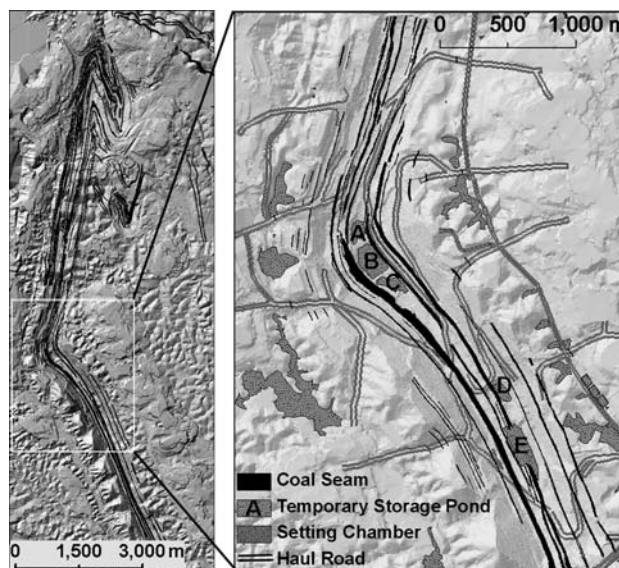 0 500 1,000 m
A
B
C
D
E
Coal Seam
A Temporary Storage Pond
Setting Chamber
Haul Road
0 1,500 3,000 m